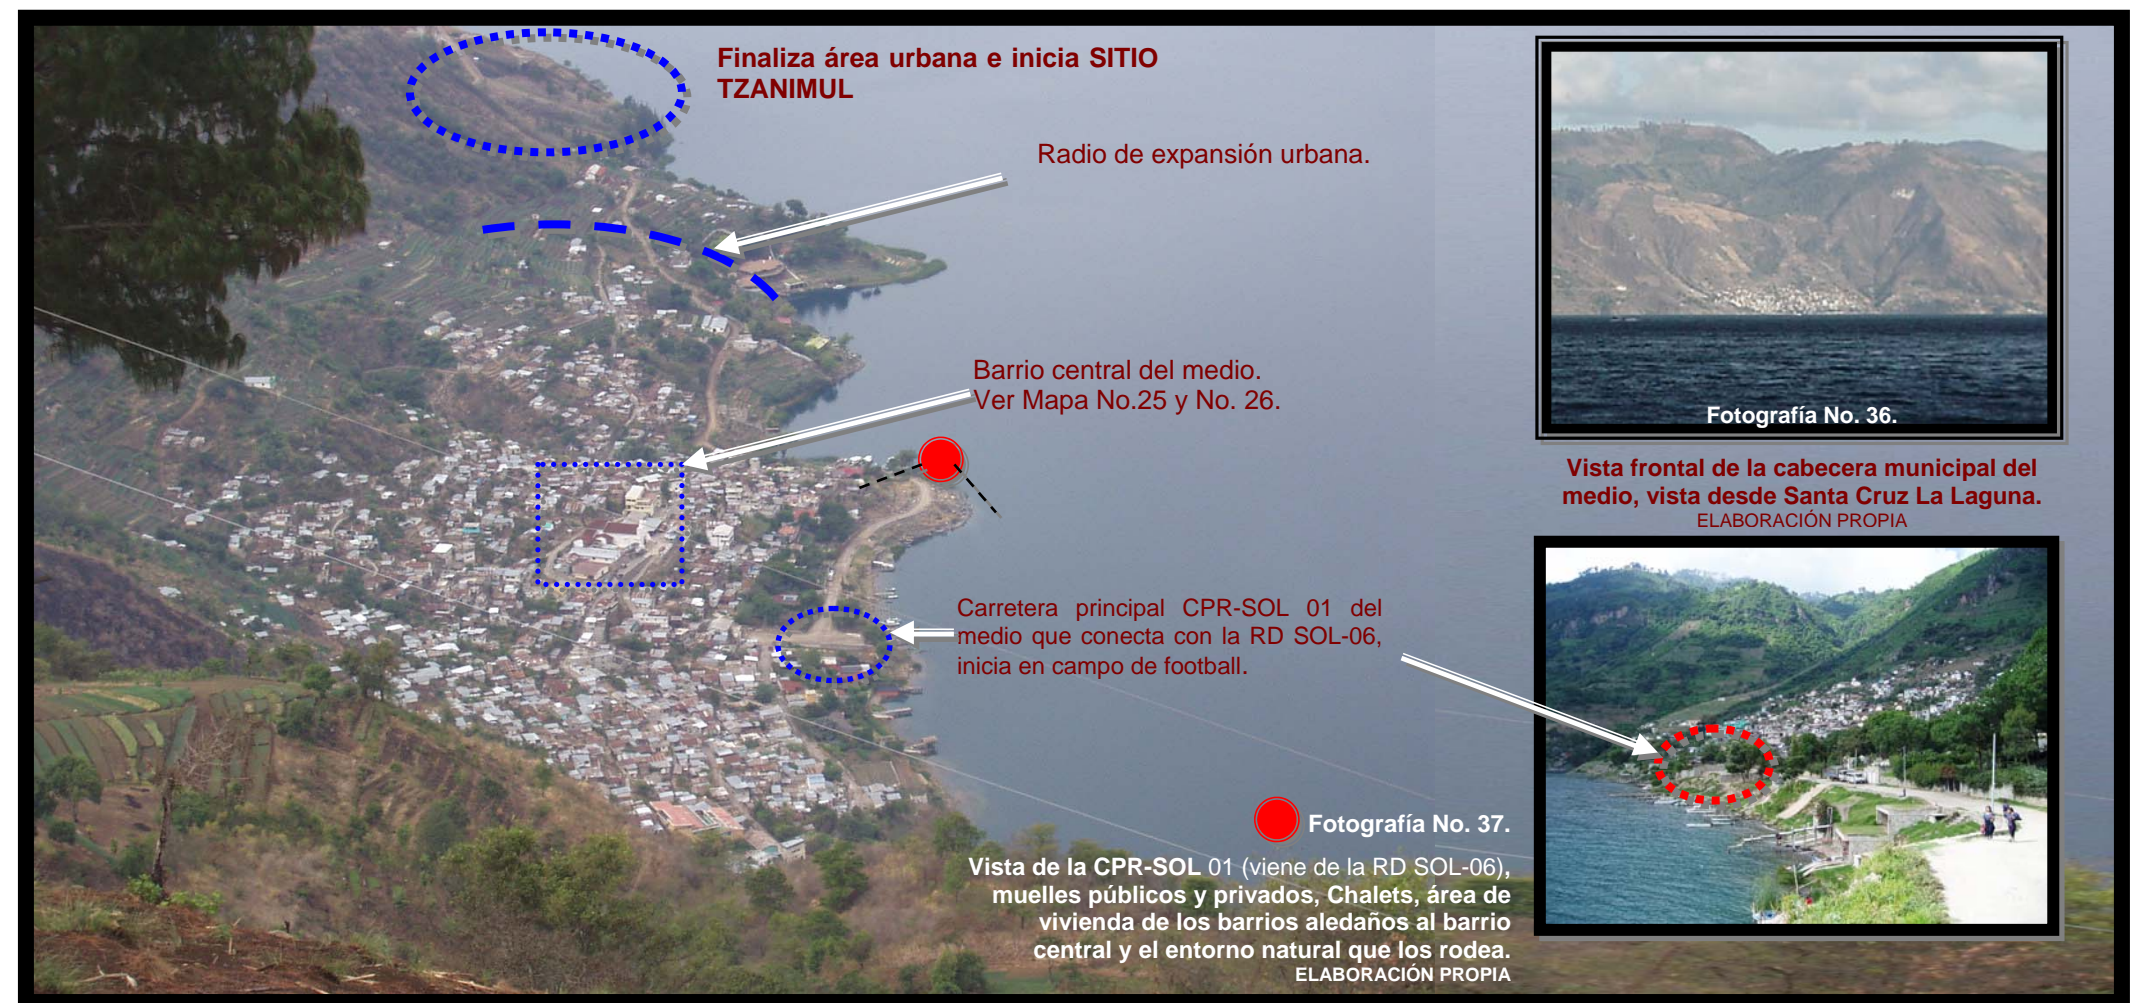 Finaliza área urbana e inicia SITIO
TZANIMUL
Radio de expansión urbana.
Barrio central del medio.
Ver Mapa No.25 y No. 26.
Carretera principal CPR-SOL 01 del
medio que conecta con la RD SOL-06,
inicia en campo de football.
Fotografía No. 36.
Vista frontal de la cabecera municipal del
medio, vista desde Santa Cruz La Laguna.
ELABORACIÓN PROPIA
Fotografía No. 37.
Vista de la CPR-SOL 01 (viene de la RD SOL-06),
muelles públicos y privados, Chalets, área de
vivienda de los barrios aledaños al barrio
central y el entorno natural que los rodea.
ELABORACIÓN PROPIA